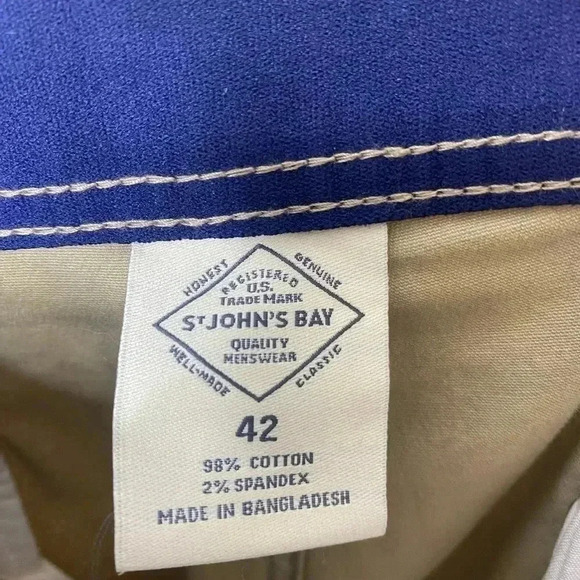 HONEST
GENUINE
REGISTERED
U.S.
TRADE MARK
ST JOHN'S BAY
QUALITY
MENSWEAR
WELL-MADE
CLASSIC
42
98% COTTON
2% SPANDEX
MADE IN BANGLADESH